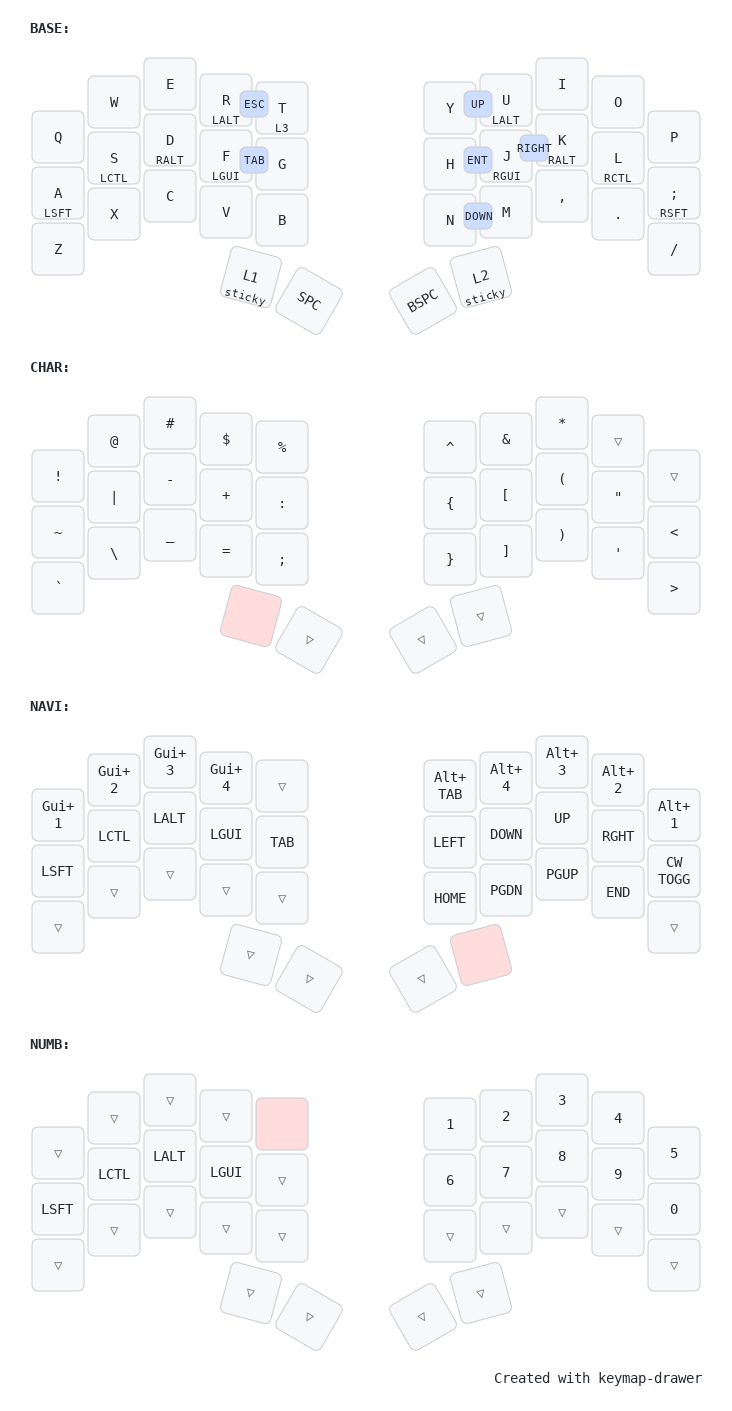 BASE:
Q W E R ESC T Y UP U I O P
LALT L3 LALT
A S D F TAB G H ENT J RIGHT K L ;
LSFT LCTL RALT LGUI RGUI RALT RCTL RSFT
Z X C V B N DOWN M , . /
L1 SPC BSPC L2
sticky sticky
CHAR:
! @ # $ % ^ & * ▽ ▽
~ | - + : { [ ( " <
` \ _ = ; } ] ) ' >
▽ ▽ ▽
NAVI:
Gui+ Gui+ Gui+ Gui+ ▽ Alt+ Alt+ Alt+ Alt+ Alt+
1 2 3 4 TAB 4 3 2 1
LSFT LCTL LALT LGUI TAB LEFT DOWN UP RGHT CW
TOGG
▽ ▽ ▽ ▽ ▽ HOME PGDN PGUP END ▽
▽ ▽ ▽
NUMB:
▽ ▽ ▽ ▽ 1 2 3 4 5
LSFT LCTL LALT LGUI ▽ 6 7 8 9 0
▽ ▽ ▽ ▽ ▽ ▽ ▽ ▽ ▽ ▽
▽ ▽ ▽ ▽
Created with keymap-drawer